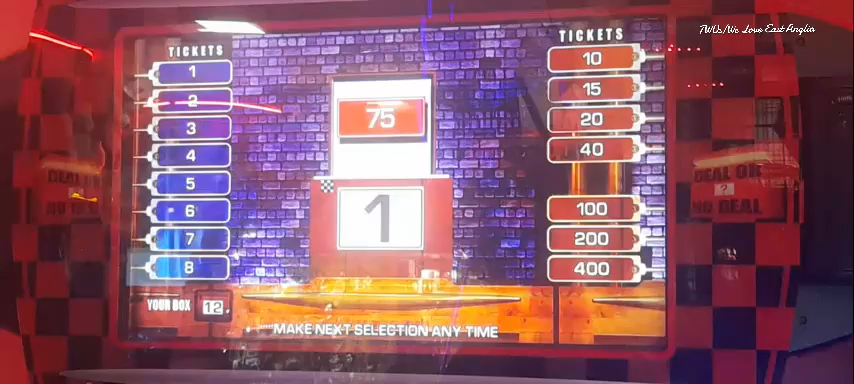 TWUs/We Love East Anglia
TICKETS
1
2
3
4
5
6
7
8
YOUR BOX 12
75
1
TICKETS
10
15
20
40
100
200
400
MAKE NEXT SELECTION ANY TIME
DEAL OR
NO DEAL
DEAL OR
?
NO DEAL